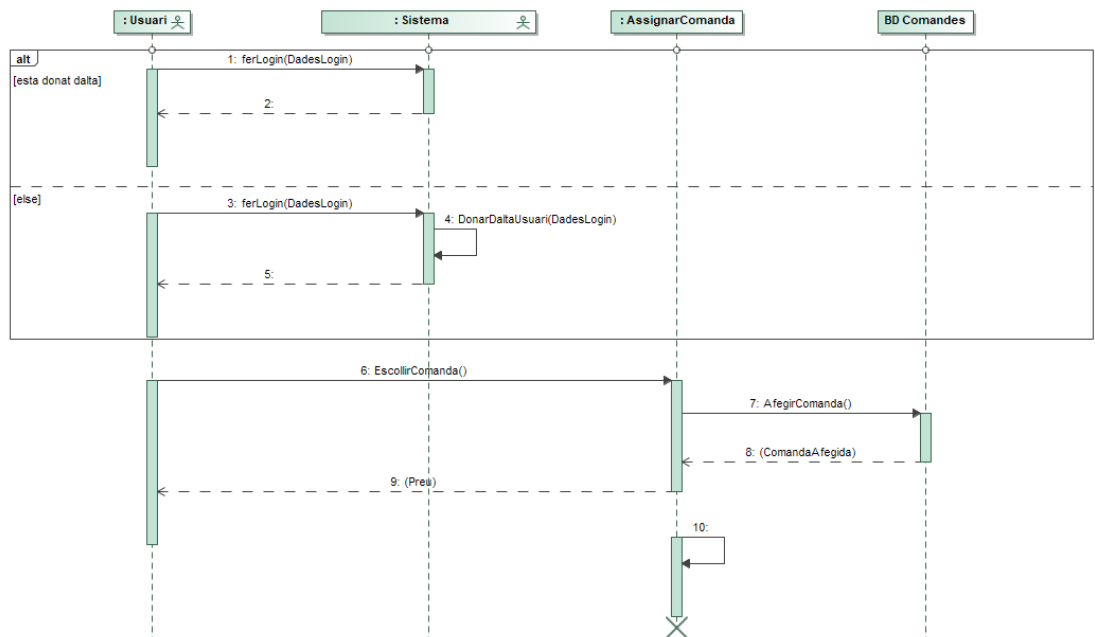 : Usuari
: Sistema
: AssignarComanda
BD Comandes
alt
1: ferLogin(DadesLogin)
[esta donat dalta]
2:
[else]
3: ferLogin(DadesLogin)
4: DonarDaltaUsuari(DadesLogin)
5:
6: EscollirComanda()
7: AfegirComanda()
8: (ComandaAfegida)
9: (Preu)
10: